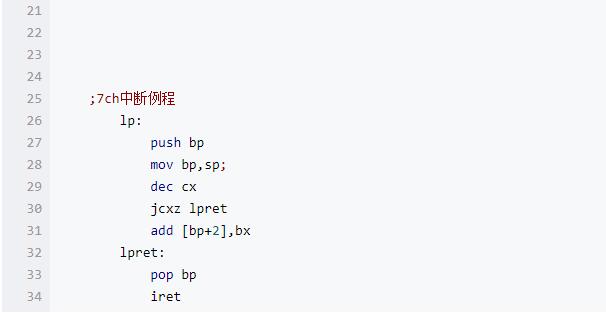 21
22
23
24
25 ;7ch中断例程
26 lp:
27 push bp
28 mov bp,sp;
29 dec cx
30 jcxz lpret
31 add [bp+2],bx
32 lpret:
33 pop bp
34 iret